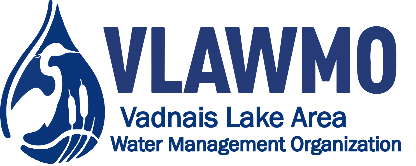 VLAWMO
Vadnais Lake Area
Water Management Organization